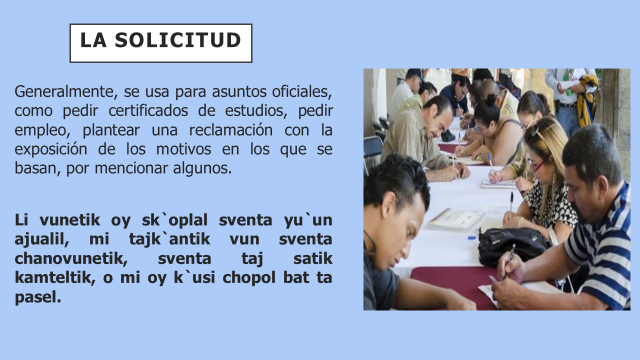 LA SOLICITUD
Generalmente, se usa para asuntos oficiales,
como pedir certificados de estudios, pedir
empleo, plantear una reclamación con la
exposición de los motivos en los que se
basan, por mencionar algunos.
Li vunetik oy sk`oplal sventa yu`un
ajualil, mi tajk`antik vun sventa
chanovunetik, sventa taj satik
kamteltik, o mi oy k`usi chopol bat ta
pasel.